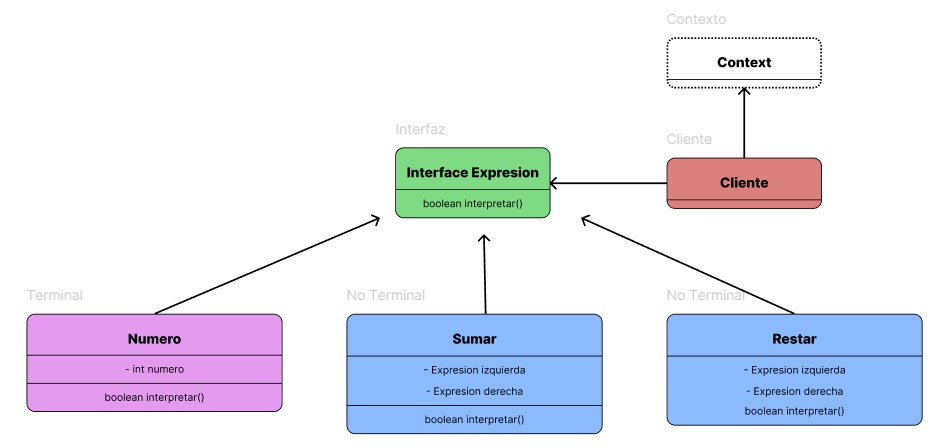 Contexto
Context
Interfaz
Cliente
Interface Expresion
Cliente
boolean interpretar()
Terminal
No Terminal
No Terminal
Numero
Sumar
Restar
- int numero
- Expresion izquierda
- Expresion izquierda
- Expresion derecha
- Expresion derecha
boolean interpretar()
boolean interpretar()
boolean interpretar()